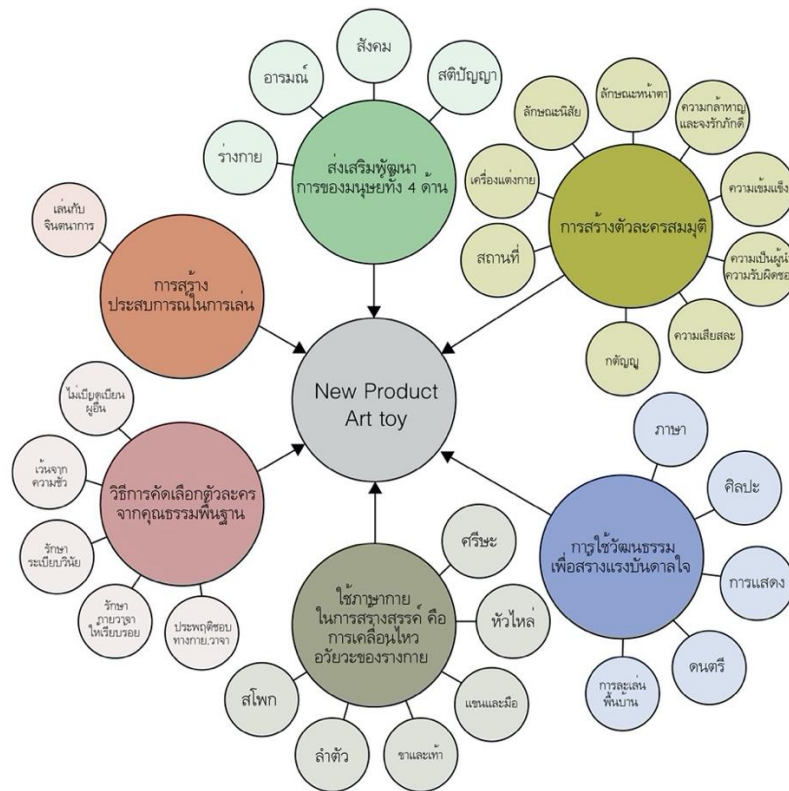 สังคม
อารมณ์
สติปัญญา
ร่างกาย
ส่งเสริมพัฒนา
การของมนุษย์ทั้ง 4 ด้าน
ลักษณะนิสัย
ลักษณะหน้าตา
ความกล้าหาญ
และจงรักภักดี
เครื่องแต่งกาย
ความเข้มแข็ง
สถานที่
การสร้างตัวละครสมมุติ
ความเป็นผู้นำ
ความรับผิดชอบ
ความเสียสละ
กตัญญู
เล่นกับ
จินตนาการ
การสร้าง
ประสบการณ์ในการเล่น
New Product
Art toy
ไม่เบียดเบียน
ผู้อื่น
เว้นจาก
ความชั่ว
รักษา
ระเบียบวินัย
รักษา
กายวาจา
ให้เรียบร้อย
ประพฤติชอบ
ทางกาย,วาจา
วิธีการคัดเลือกตัวละคร
จากคุณธรรมพื้นฐาน
ใช้ภาษากาย
ในการสร้างสรรค์ คือ
การเคลื่อนไหว
อวัยวะของร่างกาย
ศรีษะ
หัวไหล่
แขนและมือ
ขาและเท้า
ลำตัว
สโพก
ภาษา
ศิลปะ
การแสดง
ดนตรี
การละเล่น
พื้นบ้าน
การใช้วัฒนธรรม
เพื่อสร้างแรงบันดาลใจ